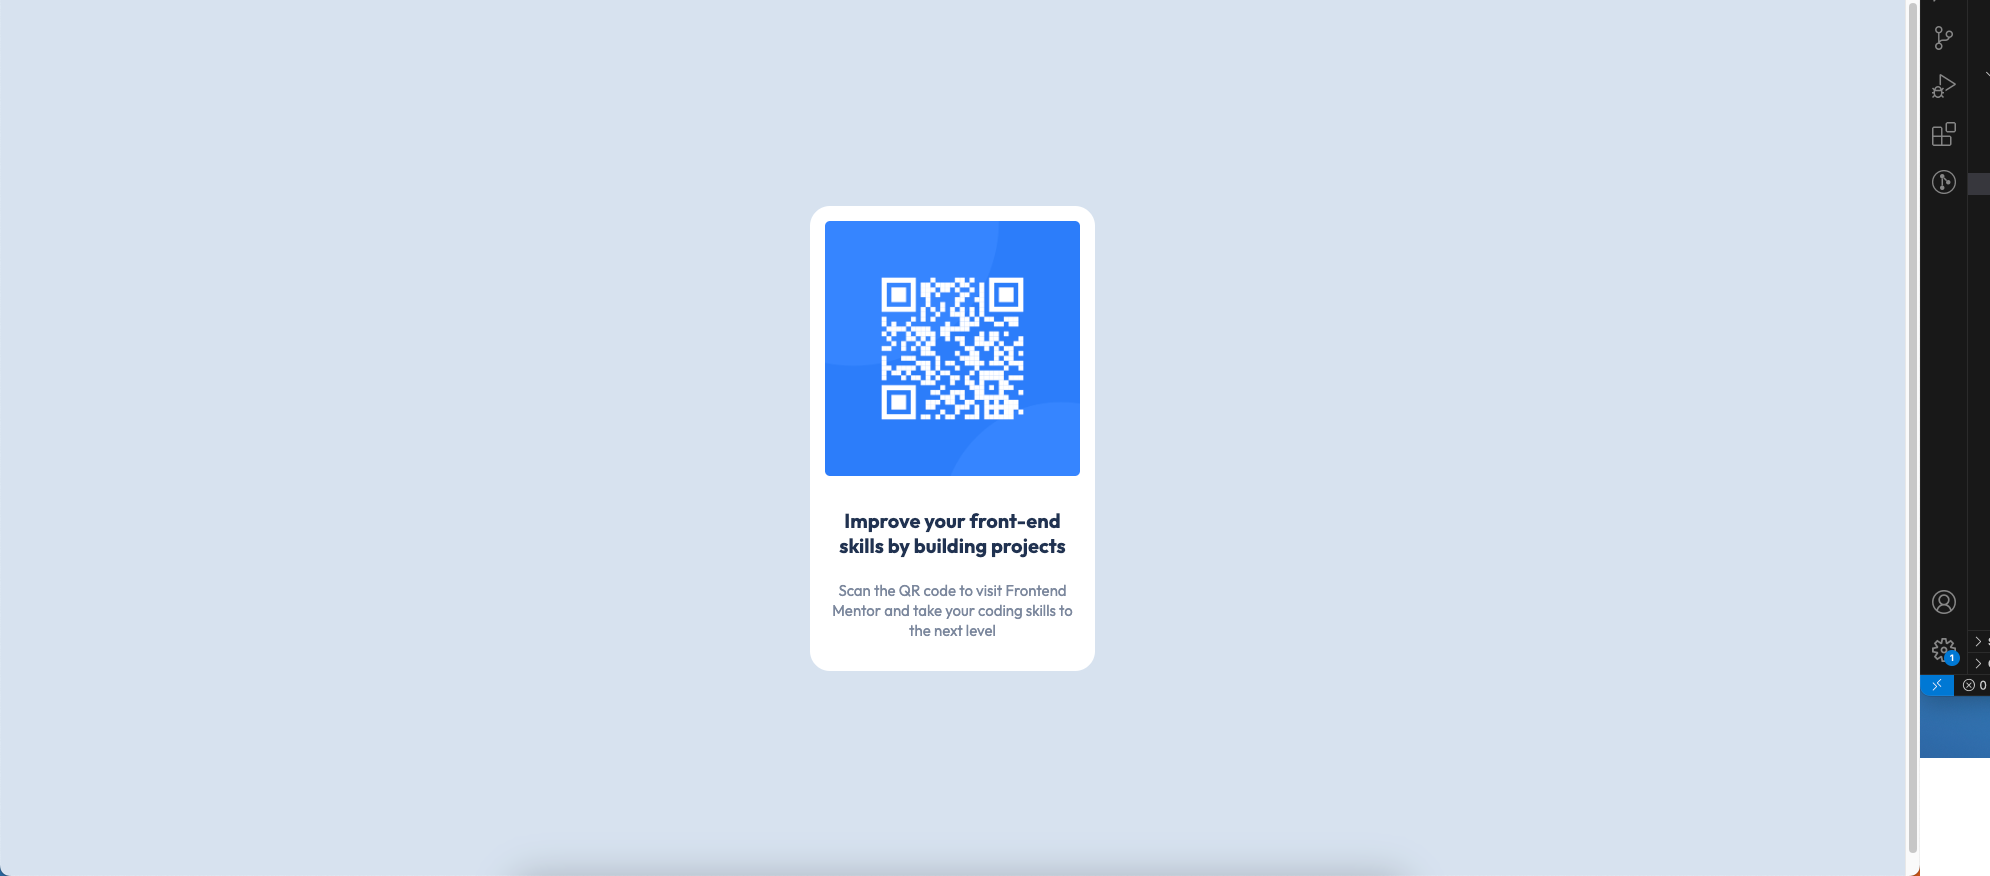 Improve your front-end
skills by building projects
Scan the QR code to visit Frontend
Mentor and take your coding skills to
the next level
1
0